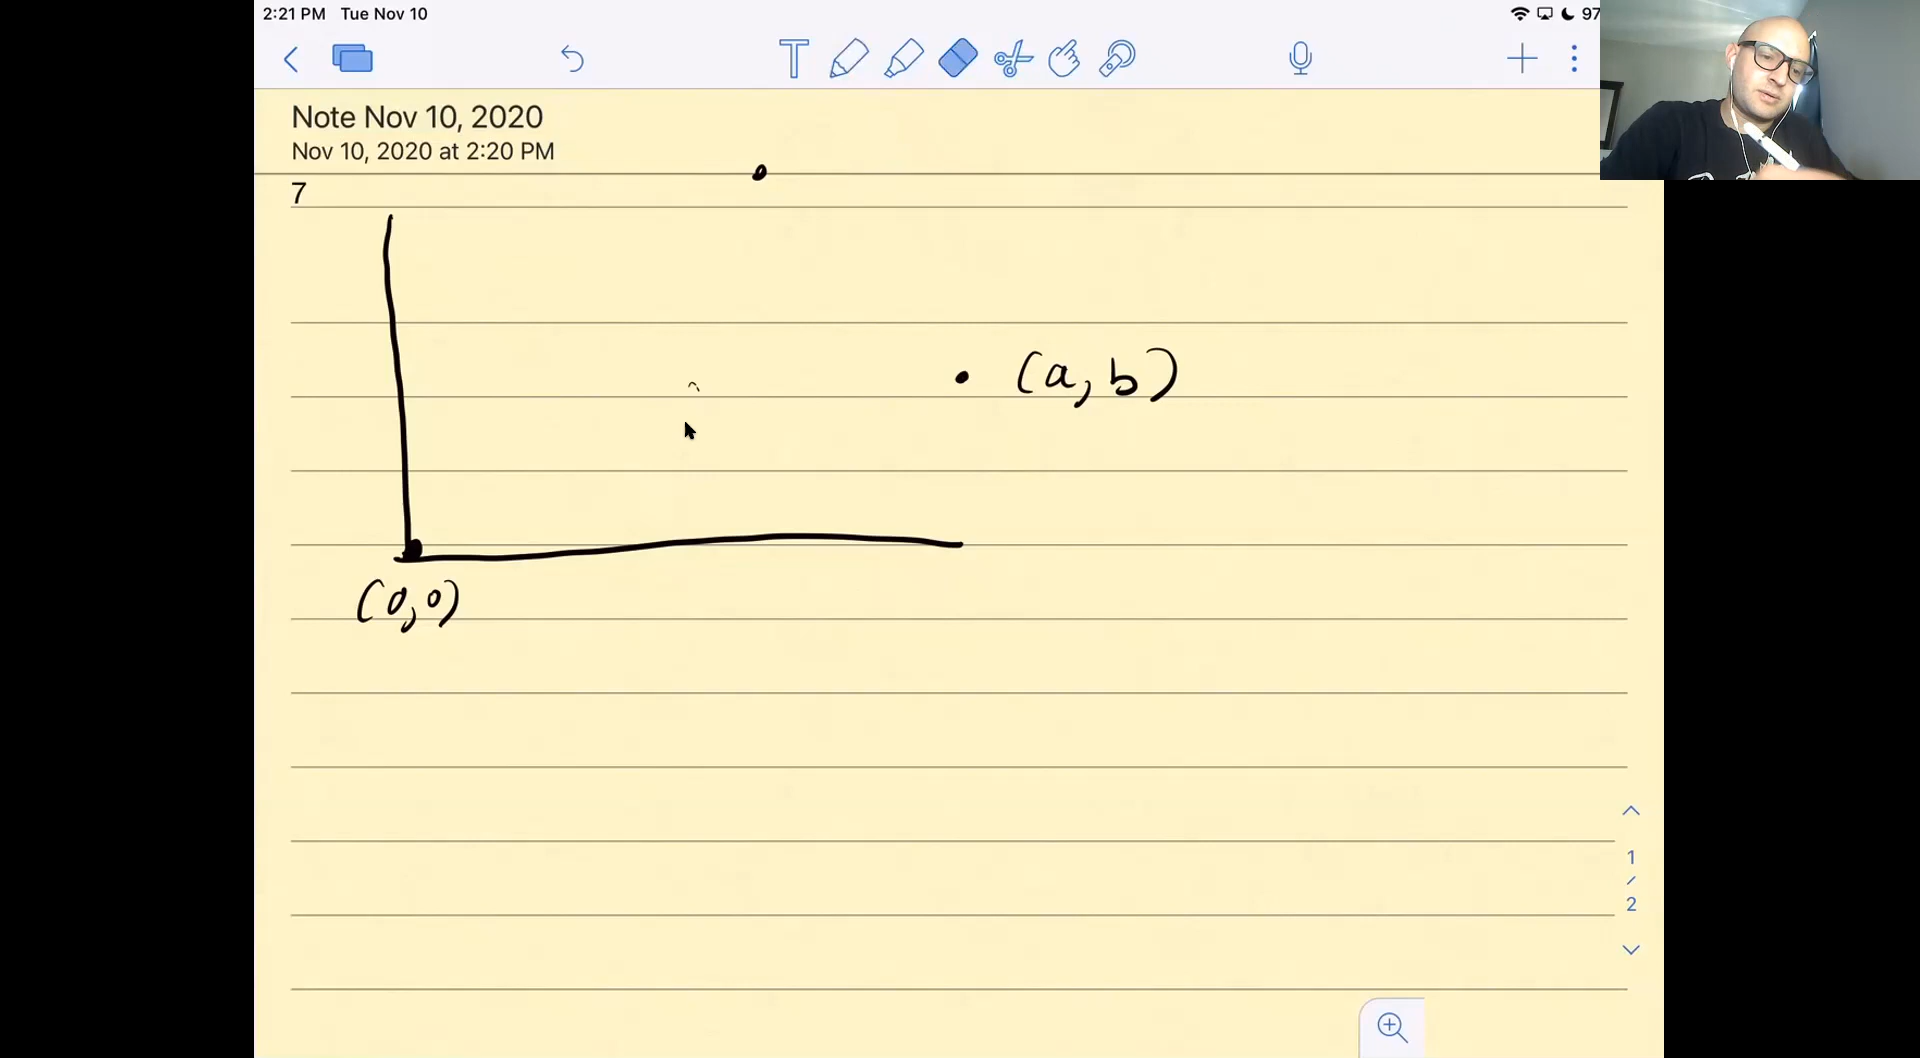 2:21 PM Tue Nov 10 97
T
Note Nov 10, 2020
Nov 10, 2020 at 2:20 PM
7
(a, b)
(0,0)
1
/
2